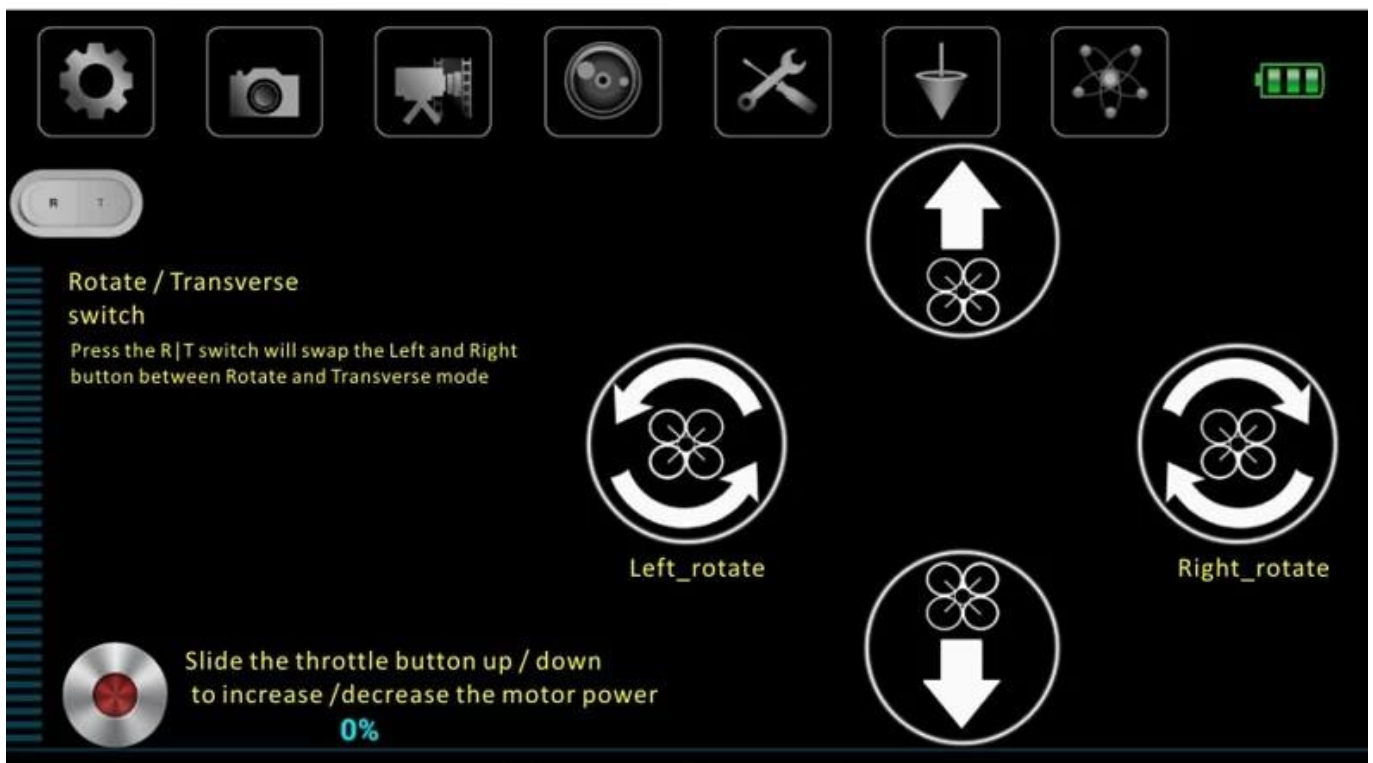 R T
Rotate / Transverse
switch
Press the R|T switch will swap the Left and Right
button between Rotate and Transverse mode
Left_rotate
Right_rotate
Slide the throttle button up / down
to increase /decrease the motor power
0%